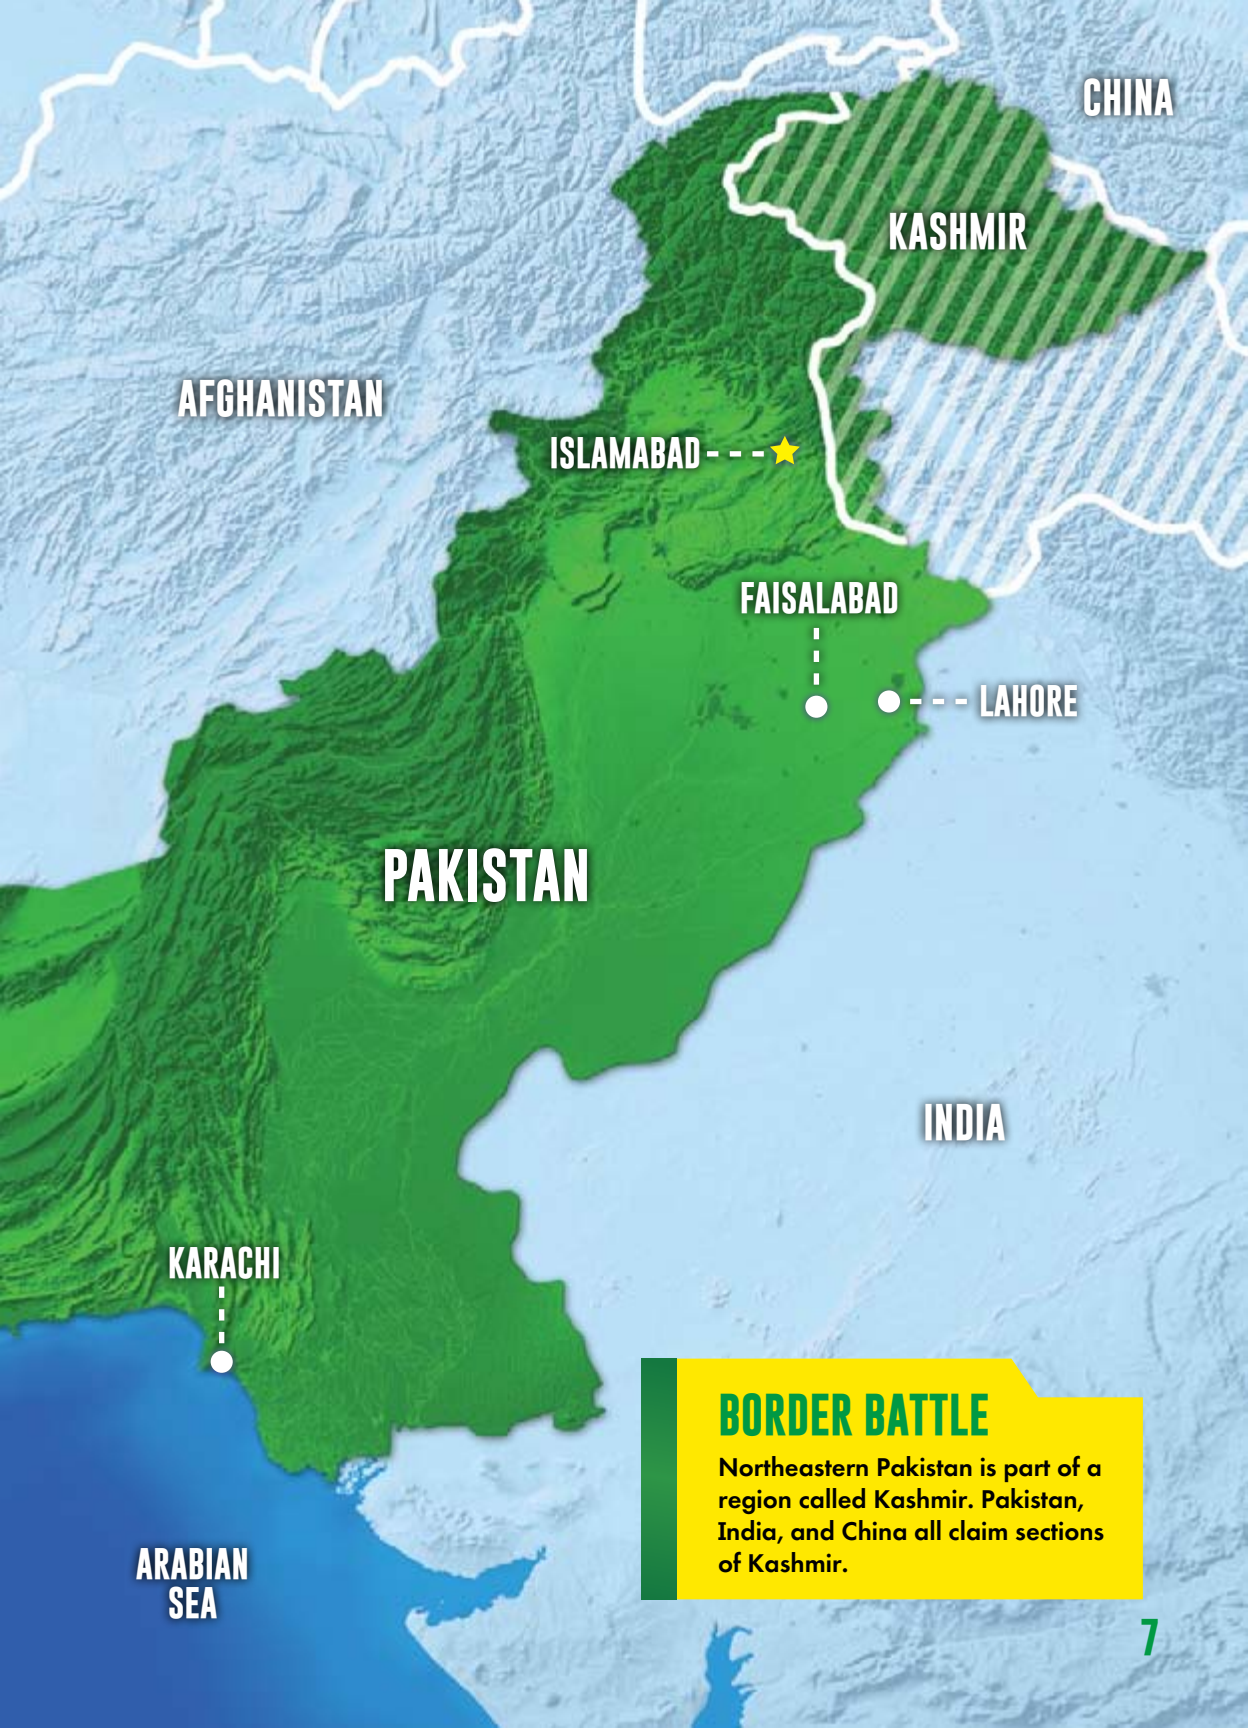 CHINA
KASHMIR
AFGHANISTAN
ISLAMABAD
FAISALABAD
LAHORE
PAKISTAN
INDIA
KARACHI
BORDER BATTLE
Northeastern Pakistan is part of a
region called Kashmir. Pakistan,
India, and China all claim sections
of Kashmir.
ARABIAN
SEA
7